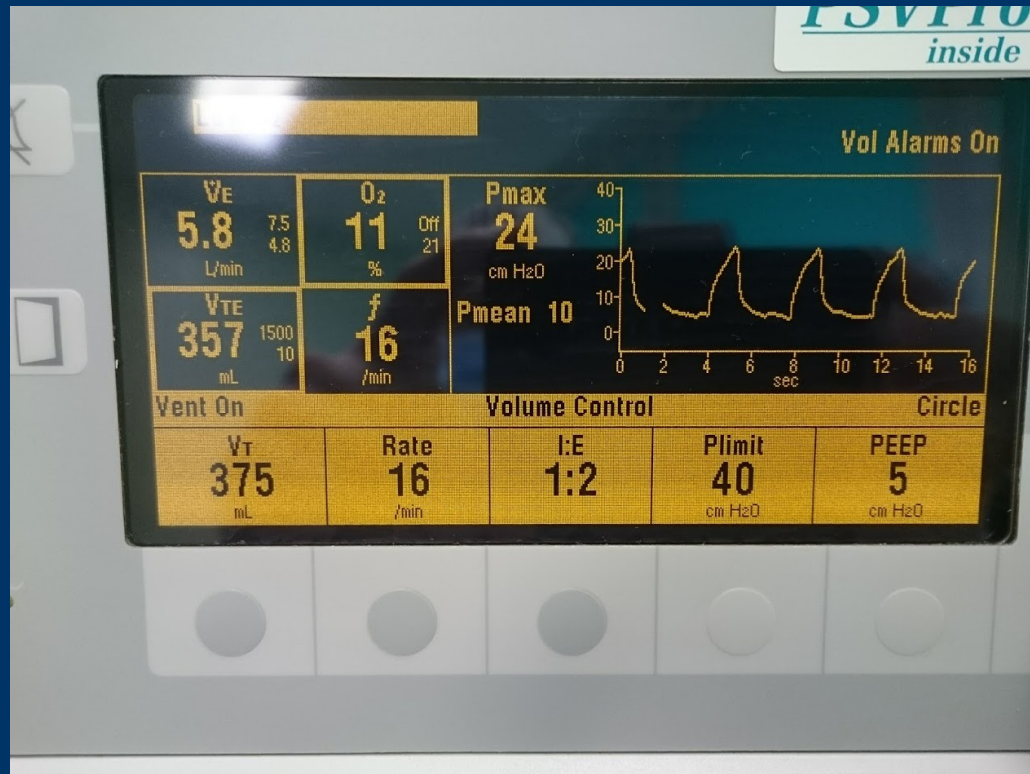 inside
Vol Alarms On
V̇E
5.8
7.5
4.8
L/min
O2
11
Off
21
%
Pmax
24
cm H2O
Pmean 10
40
30
20
10
0
0 2 4 6 8 10 12 14 16
sec
VTE
357
1500
10
mL
f
16
/min
Vent On Volume Control Circle
VT
375
mL
Rate
16
/min
I:E
1:2
Plimit
40
cm H2O
PEEP
5
cm H2O